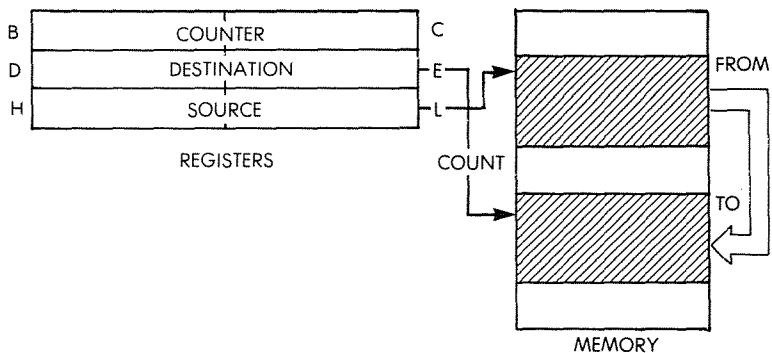 B COUNTER C
D DESTINATION E
H SOURCE L
REGISTERS
COUNT
FROM
TO
MEMORY